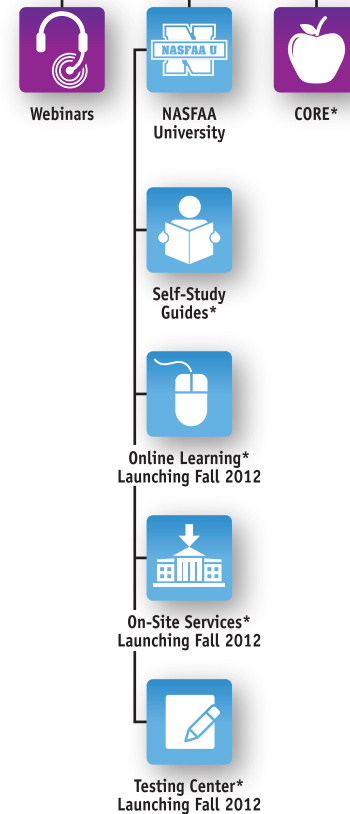 NASFAA U
Webinars
NASFAA
University
CORE*
Self-Study
Guides*
Online Learning*
Launching Fall 2012
On-Site Services*
Launching Fall 2012
Testing Center*
Launching Fall 2012